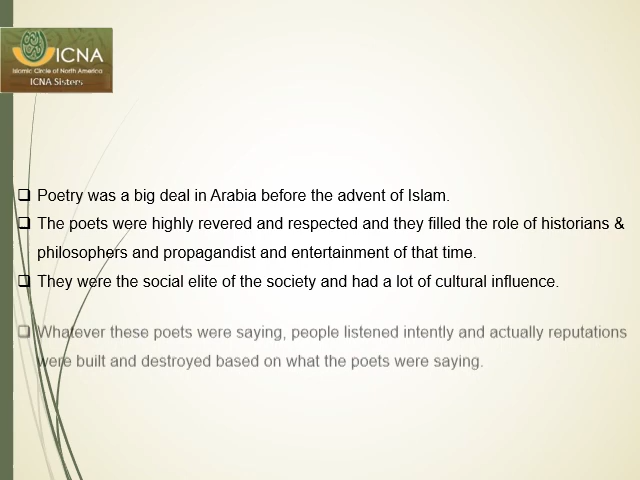 ICNA
Islamic Circle of North America
ICNA Sisters
❑ Poetry was a big deal in Arabia before the advent of Islam.
❑ The poets were highly revered and respected and they filled the role of historians &
philosophers and propagandist and entertainment of that time.
❑ They were the social elite of the society and had a lot of cultural influence.
❑ Whatever these poets were saying, people listened intently and actually reputations
were built and destroyed based on what the poets were saying.